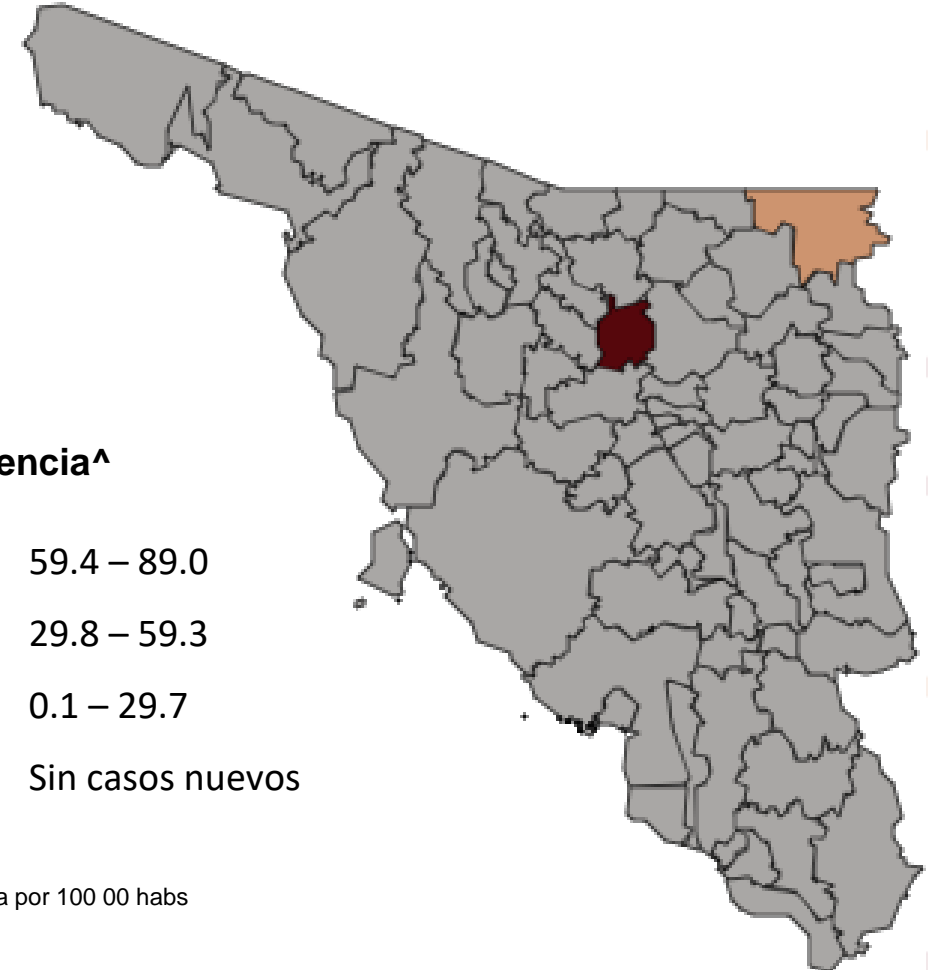 encia^
59.4 – 89.0
29.8 – 59.3
0.1 – 29.7
Sin casos nuevos
a por 100 00 habs